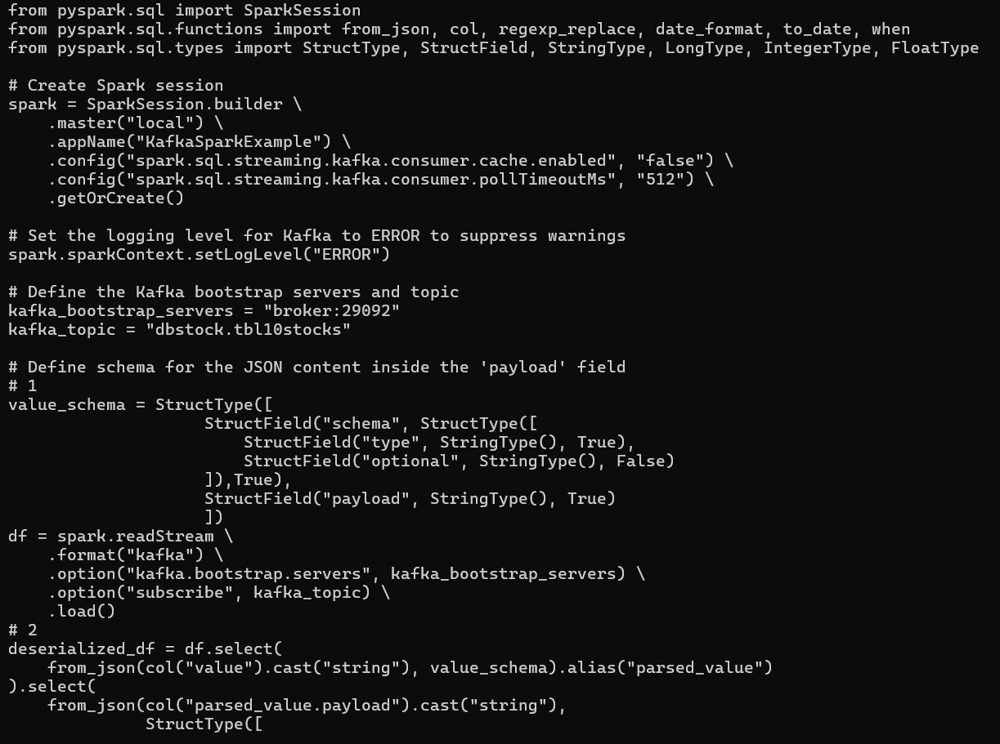 from pyspark.sql import SparkSession
from pyspark.sql.functions import from_json, col, regexp_replace, date_format, to_date, when
from pyspark.sql.types import StructType, StructField, StringType, LongType, IntegerType, FloatType

# Create Spark session
spark = SparkSession.builder \
    .master("local") \
    .appName("KafkaSparkExample") \
    .config("spark.sql.streaming.kafka.consumer.cache.enabled", "false") \
    .config("spark.sql.streaming.kafka.consumer.pollTimeoutMs", "512") \
    .getOrCreate()

# Set the logging level for Kafka to ERROR to suppress warnings
spark.sparkContext.setLogLevel("ERROR")

# Define the Kafka bootstrap servers and topic
kafka_bootstrap_servers = "broker:29092"
kafka_topic = "dbstock.tbl10stocks"

# Define schema for the JSON content inside the 'payload' field
# 1
value_schema = StructType([
                    StructField("schema", StructType([
                        StructField("type", StringType(), True),
                        StructField("optional", StringType(), False)
                    ]),True),
                    StructField("payload", StringType(), True)
                    ])
df = spark.readStream \
    .format("kafka") \
    .option("kafka.bootstrap.servers", kafka_bootstrap_servers) \
    .option("subscribe", kafka_topic) \
    .load()
# 2
deserialized_df = df.select(
    from_json(col("value").cast("string"), value_schema).alias("parsed_value")
).select(
    from_json(col("parsed_value.payload").cast("string"),
              StructType([